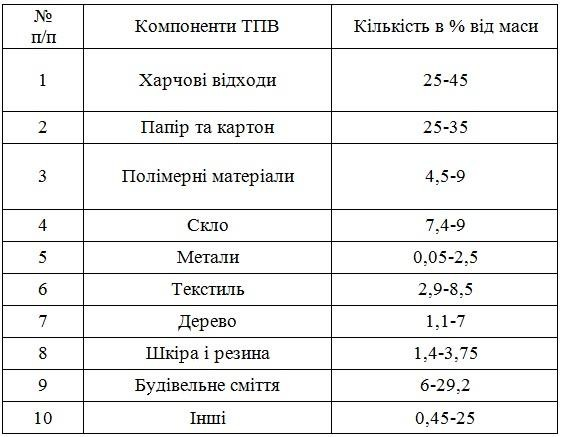 № п/п Компоненти ТПВ Кількість в % від маси
1 Харчові відходи 25-45
2 Папір та картон 25-35
3 Полімерні матеріали 4,5-9
4 Скло 7,4-9
5 Метали 0,05-2,5
6 Текстиль 2,9-8,5
7 Дерево 1,1-7
8 Шкіра і резина 1,4-3,75
9 Будівельне сміття 6-29,2
10 Інші 0,45-25